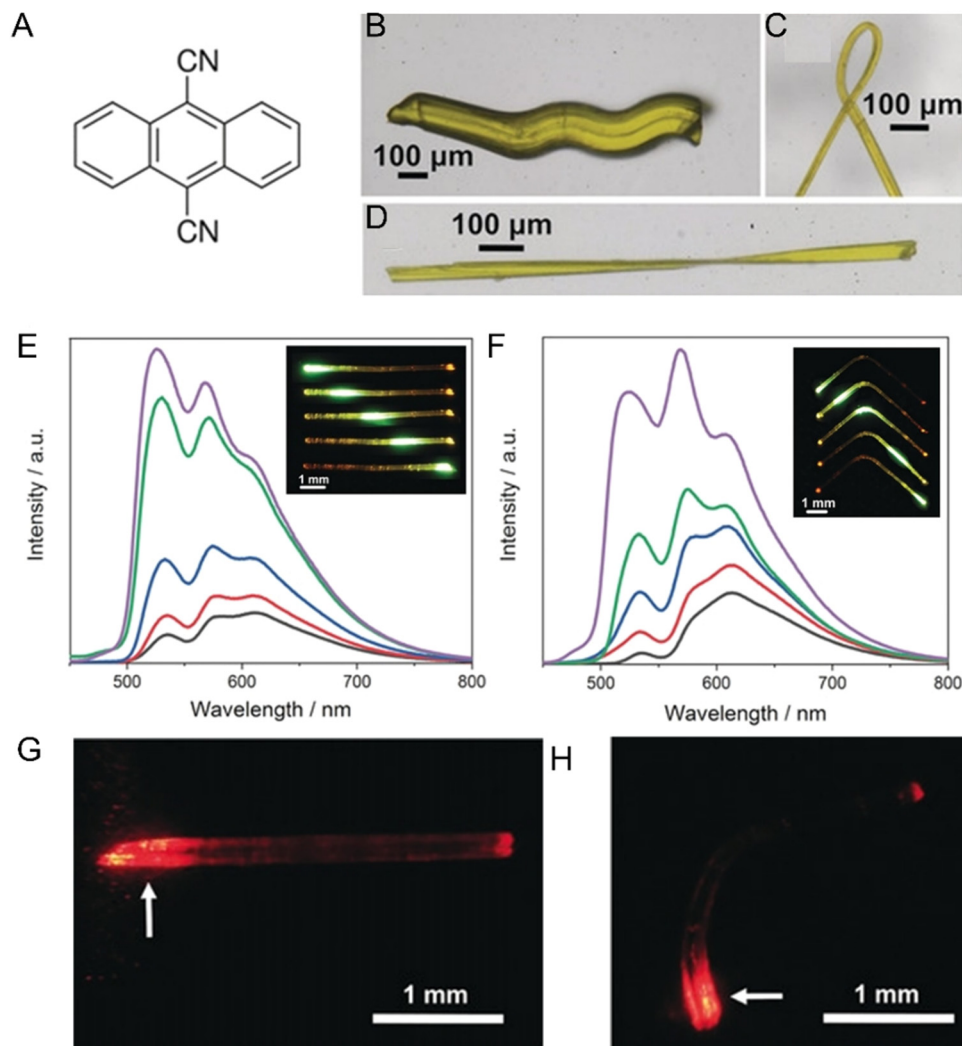 A
CN
CN
B
100 µm
C
100 µm
D
100 µm
E
Intensity / a.u.
1 mm
500
600
700
800
Wavelength / nm
F
Intensity / a.u.
1 mm
500
600
700
800
Wavelength / nm
G
1 mm
H
1 mm